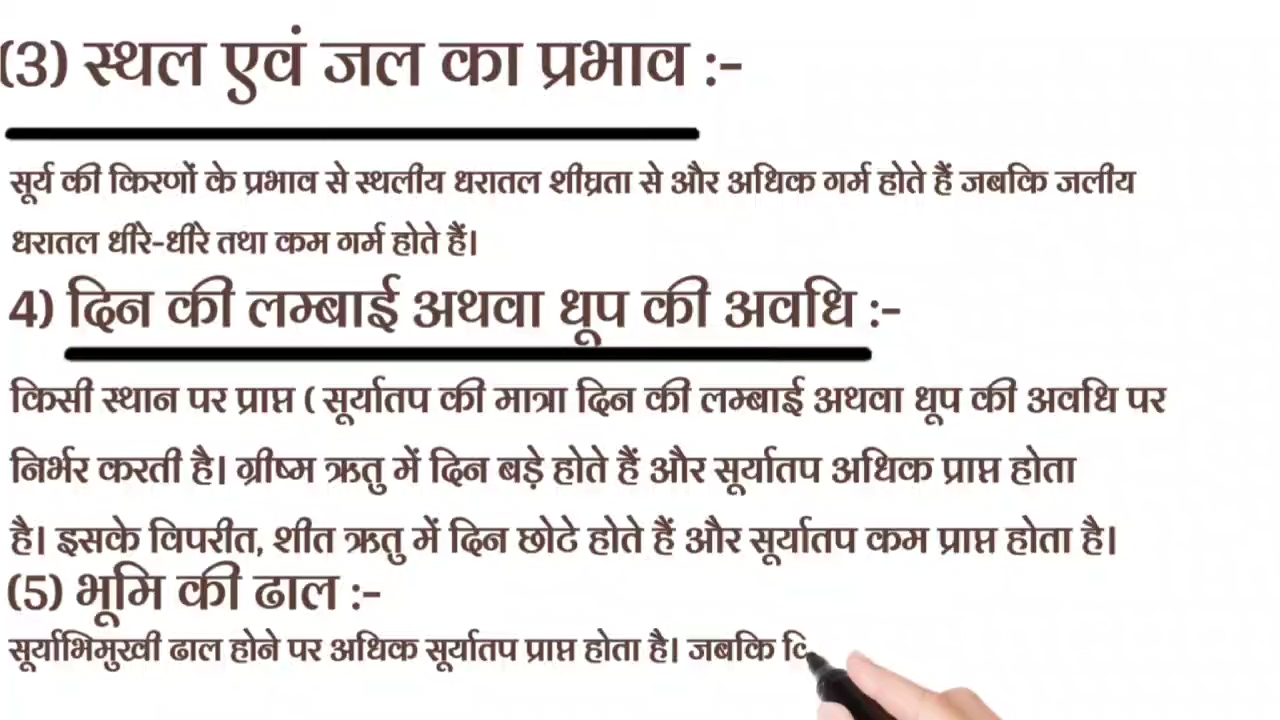 (3) स्थल एवं जल का प्रभाव :-
सूर्य की किरणों के प्रभाव से स्थलीय धरातल शीघ्रता से और अधिक गर्म होते हैं जबकि जलीय
धरातल धीरे-धीरे तथा कम गर्म होते हैं।
4) दिन की लम्बाई अथवा धूप की अवधि :-
किसी स्थान पर प्राप्त ( सूर्यातप की मात्रा दिन की लम्बाई अथवा धूप की अवधि पर
निर्भर करती है। ग्रीष्म ऋतु में दिन बड़े होते हैं और सूर्यातप अधिक प्राप्त होता
है। इसके विपरीत, शीत ऋतु में दिन छोटे होते हैं और सूर्यातप कम प्राप्त होता है।
(5) भूमि की ढाल :-
सूर्याभिमुखी ढाल होने पर अधिक सूर्यातप प्राप्त होता है। जबकि